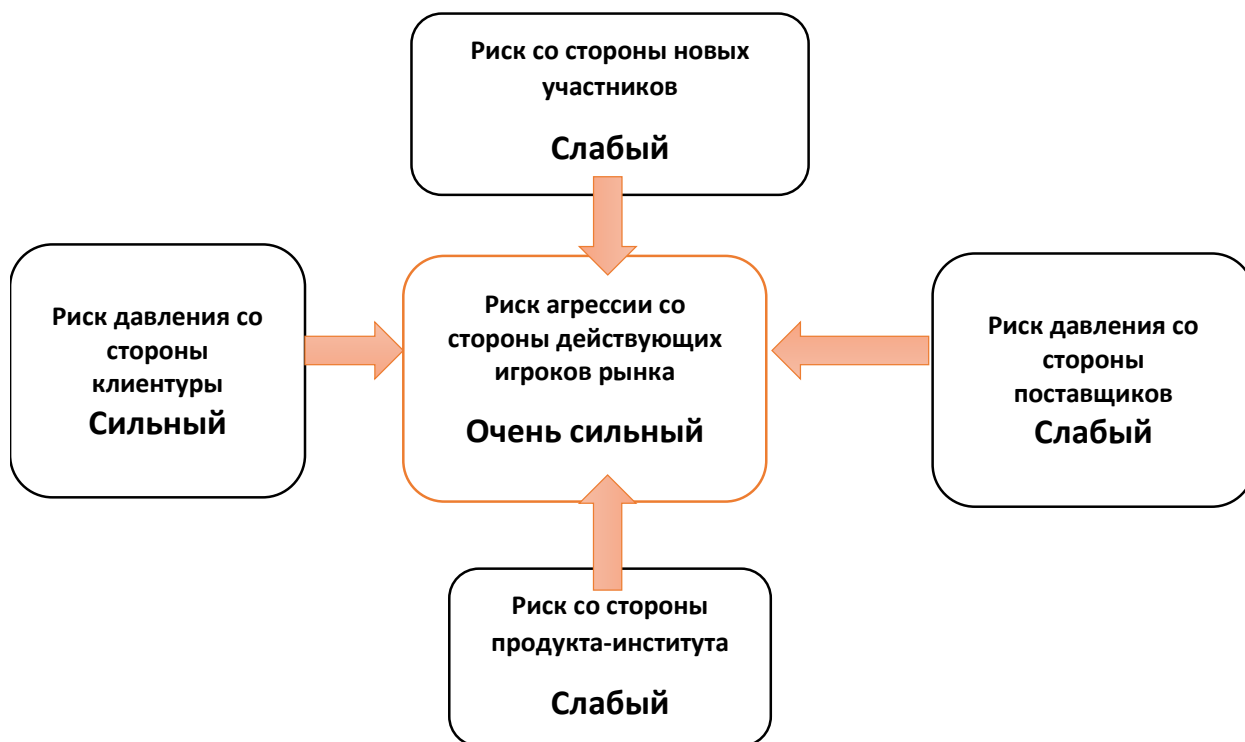 Риск со стороны новых
участников
Слабый
Риск давления со
стороны
клиентуры
Сильный
Риск агрессии со
стороны действующих
игроков рынка
Очень сильный
Риск давления со
стороны
поставщиков
Слабый
Риск со стороны
продукта-института
Слабый